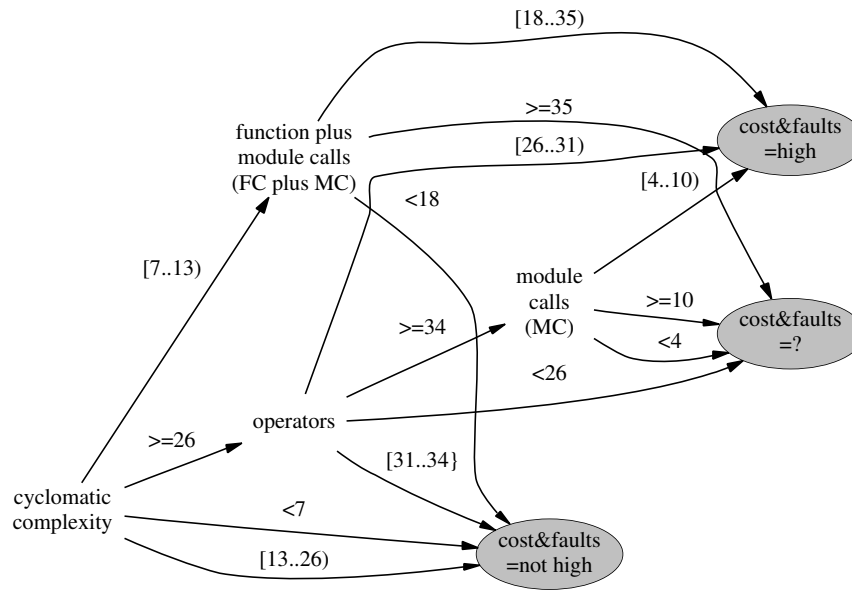 [18..35)
>=35
function plus
module calls
(FC plus MC)
[26..31)
cost&faults
=high
<18
[4..10)
[7..13)
module
calls
(MC)
>=10
cost&faults
=?
>=34
<4
<26
operators
>=26
[31..34}
cyclomatic
complexity
<7
[13..26)
cost&faults
=not high